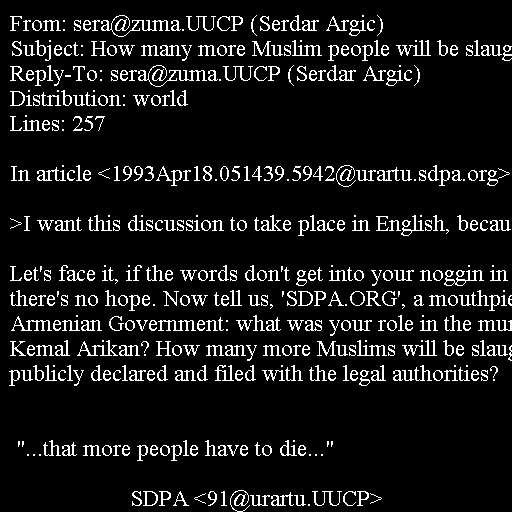 From: sera@zuma.UUCP (Serdar Argic)
Subject: How many more Muslim people will be slaug
Reply-To: sera@zuma.UUCP (Serdar Argic)
Distribution: world
Lines: 257
In article <1993Apr18.051439.5942@urartu.sdpa.org>
>I want this discussion to take place in English, becau
Let's face it, if the words don't get into your noggin in
there's no hope. Now tell us, 'SDPA.ORG', a mouthpie
Armenian Government: what was your role in the mur
Kemal Arikan? How many more Muslims will be slaug
publicly declared and filed with the legal authorities?
"...that more people have to die..."
SDPA <91@urartu.UUCP>